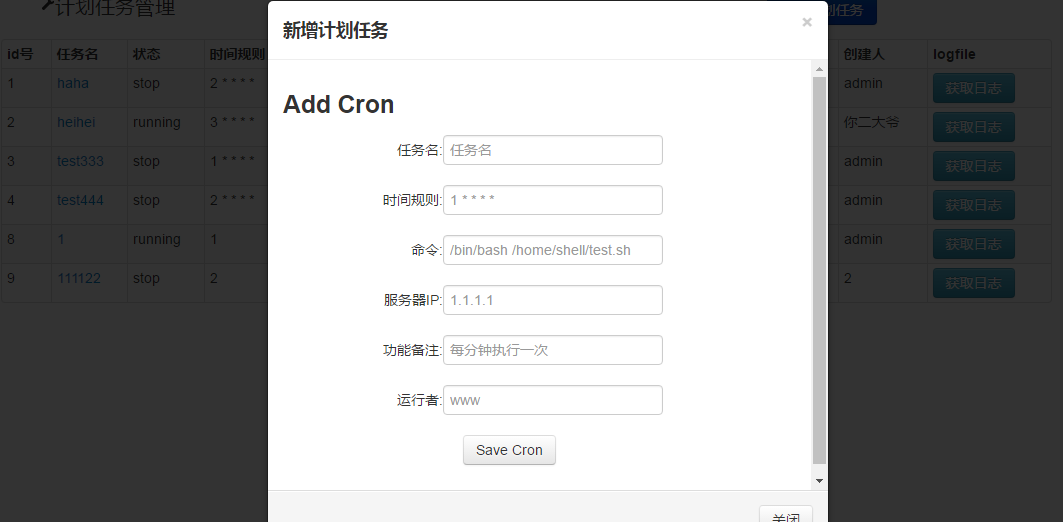 计划任务管理
划任务
新增计划任务
×
id号 任务名 状态 时间规则 创建人 logfile
1 haha stop 2 * * * * admin 获取日志
2 heihei running 3 * * * * 你二大爷 获取日志
3 test333 stop 1 * * * * admin 获取日志
4 test444 stop 2 * * * * admin 获取日志
8 1 running 1 admin 获取日志
9 111122 stop 2 2 获取日志
Add Cron
任务名: 任务名
时间规则: 1 * * * *
命令: /bin/bash /home/shell/test.sh
服务器IP: 1.1.1.1
功能备注: 每分钟执行一次
运行者: www
Save Cron
关闭